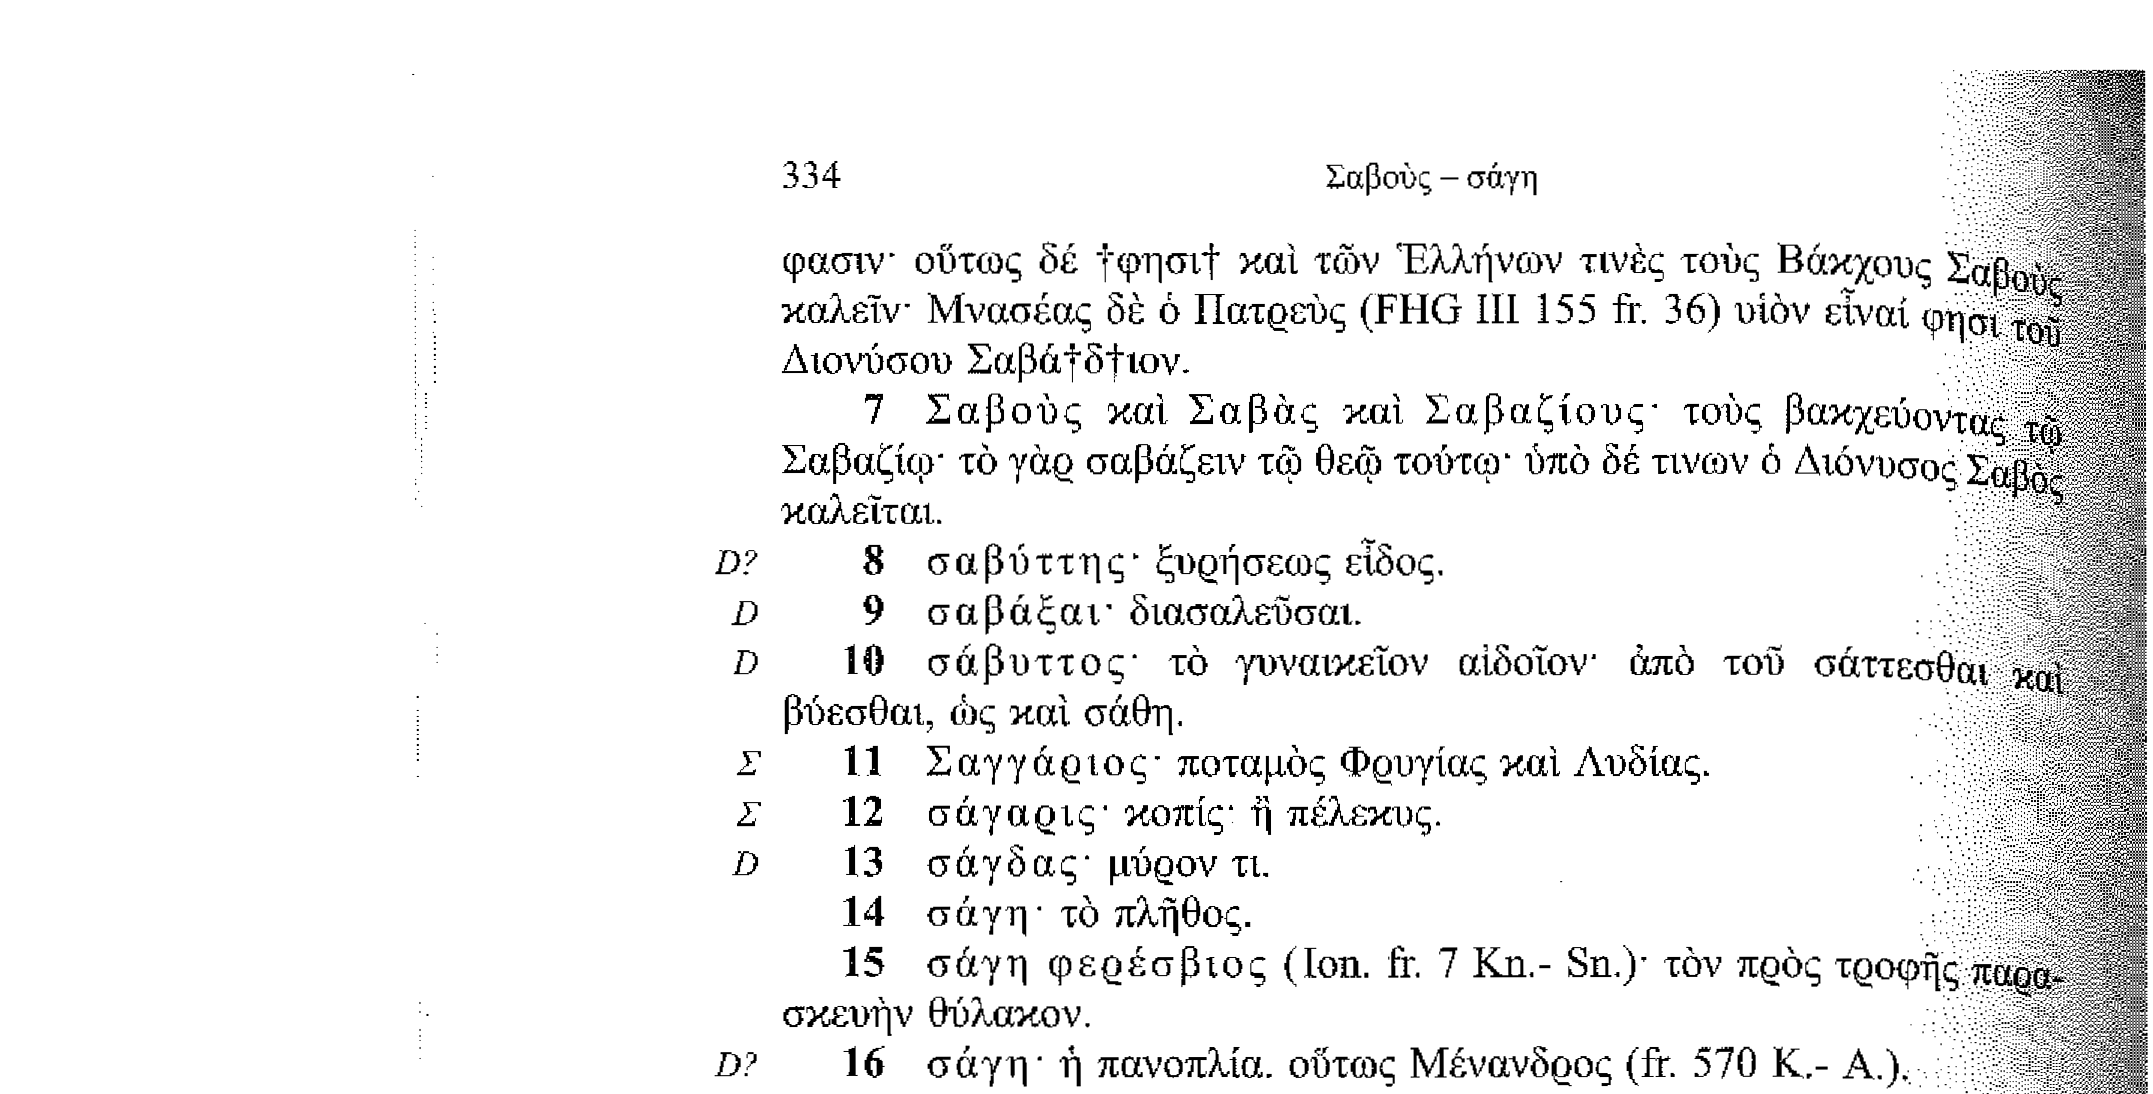 334 Σαβοὺς – σάγη
φασιν· οὕτως δέ †φησι† καὶ τῶν Ἑλλήνων τινὲς τοὺς Βάκχους Σαβοὺς
καλεῖν· Μνασέας δὲ ὁ Πατρεὺς (FHG III 155 fr. 36) υἱὸν εἶναί φησι τοῦ
Διονύσου Σαβά†δ†ιον.
7 Σαβοὺς καὶ Σαβὰς καὶ Σαβαζίους· τοὺς βακχεύοντας τῷ
Σαβαζίῳ· τὸ γὰρ σαβάζειν τῷ θεῷ τούτῳ· ὑπὸ δέ τινων ὁ Διόνυσος Σαβὸς
καλεῖται.
D? 8 σαβύττης· ξυρήσεως εἶδος.
D 9 σαβάξαι· διασαλεῦσαι.
D 10 σάβυττος· τὸ γυναικεῖον αἰδοῖον· ἀπὸ τοῦ σάττεσθαι καὶ
βύεσθαι, ὡς καὶ σάθη.
Σ 11 Σαγγάριος· ποταμὸς Φρυγίας καὶ Λυδίας.
Σ 12 σάγαρις· κοπίς· ἢ πέλεκυς.
D 13 σάγδας· μύρον τι.
14 σάγη· τὸ πλῆθος.
15 σάγη φερέσβιος (Ion. fr. 7 Kn.- Sn.)· τὸν πρὸς τροφῆς παρα-
σκευὴν θύλακον.
D? 16 σάγη· ἡ πανοπλία. οὕτως Μένανδρος (fr. 570 K.- A.).